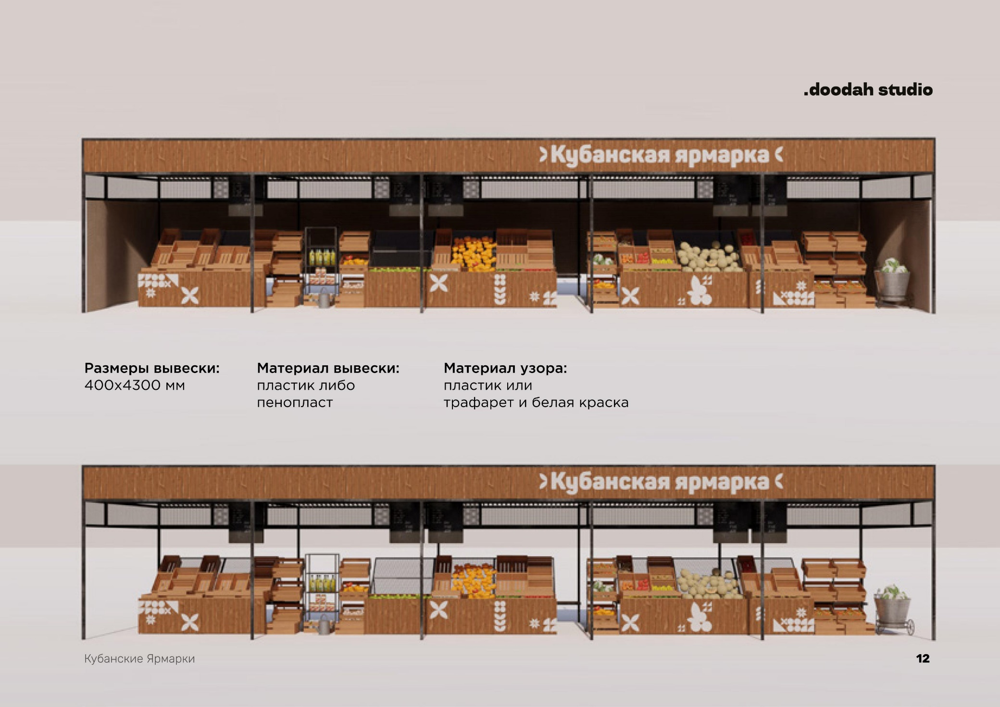 .doodah studio
Кубанская ярмарка
Размеры вывески:
400х4300 мм
Материал вывески:
пластик либо
пенопласт
Материал узора:
пластик или
трафарет и белая краска
Кубанская ярмарка
Кубанские Ярмарки
12